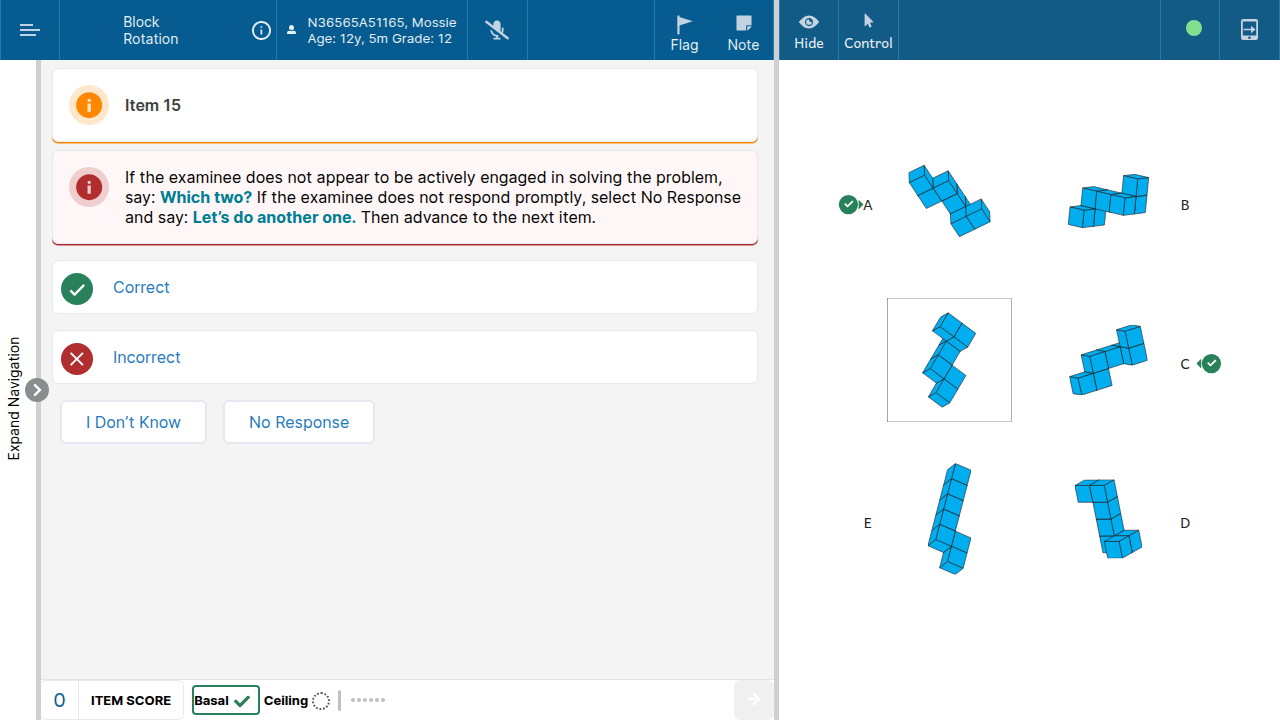 Block
Rotation
N36565A51165, Mossie
Age: 12y, 5m Grade: 12
Flag
Note
Hide
Control
Item 15
If the examinee does not appear to be actively engaged in solving the problem,
say: Which two? If the examinee does not respond promptly, select No Response
and say: Let's do another one. Then advance to the next item.
Correct
Incorrect
I Don't Know
No Response
Expand Navigation
0
ITEM SCORE
Basal
Ceiling
A
B
C
E
D